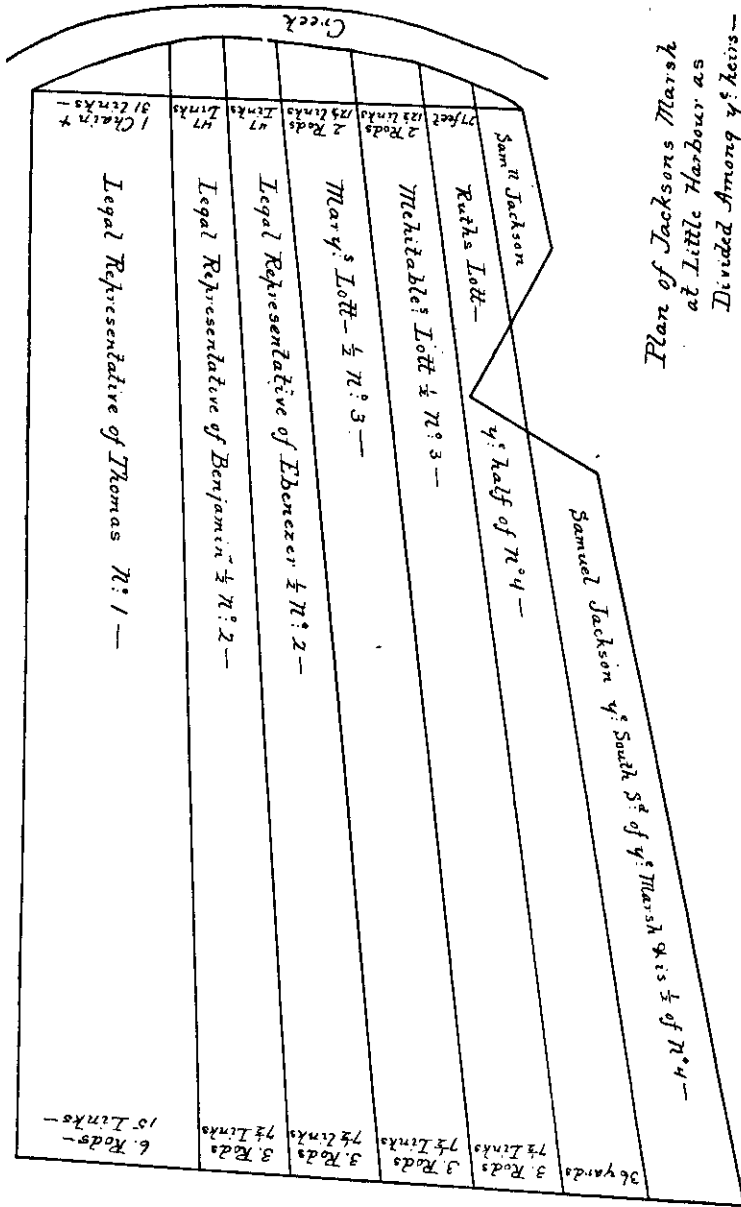 Plan of Jacksons Marsh
at Little Harbour as
Divided Among yͤ: heirs—
Creek
1 Chain &
31 links—
47
Links
47
Links
2 Rods
12½ links
2 Rods
12½ links
27 feet
Samˡˡ Jackson
Ruths Lott—
yͤ: half of Nº 4—
Mehitableˢ: Lott ½ Nº: 3—
Maryˢ: Lott—½ Nº: 3—
Legal Representative of Ebenezer ½ Nº: 2—
Legal Representative of Benjamin ½ Nº: 2—
Legal Representative of Thomas Nº: 1—
Samuel Jackson yͤ: South Sᵈ: of yͤ: Marsh & is ½ of Nº 4—
6. Rods—
15 Links—
3. Rods
7½ Links
3. Rods
7½ Links
3. Rods
7½ Links
3. Rods
7½ Links
36 yards